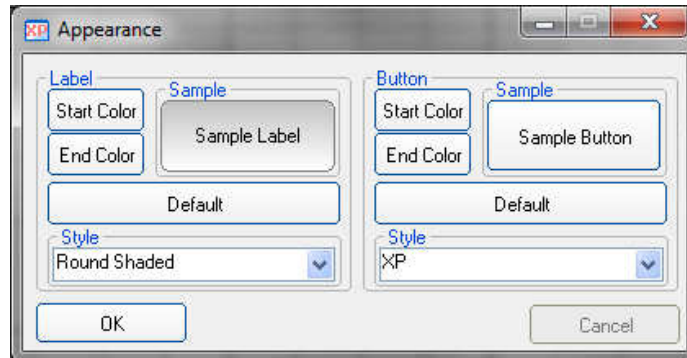 XP Appearance
Label
Sample
Start Color
Sample Label
End Color
Default
Style
Round Shaded
Button
Sample
Start Color
Sample Button
End Color
Default
Style
XP
OK
Cancel